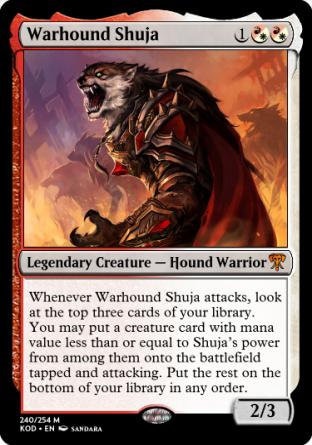 Warhound Shuja 1
Legendary Creature — Hound Warrior
Whenever Warhound Shuja attacks, look
at the top three cards of your library.
You may put a creature card with mana
value less than or equal to Shuja's power
from among them onto the battlefield
tapped and attacking. Put the rest on the
bottom of your library in any order.
2/3
240/254 M
KOD • EN SANDARA